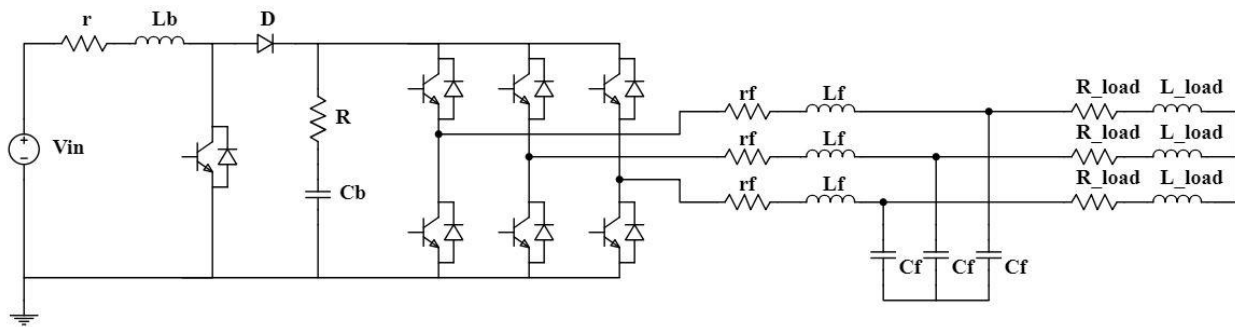 r Lb D
Vin
R
Cb
rf Lf
rf Lf
rf Lf
R_load L_load
R_load L_load
R_load L_load
Cf Cf Cf